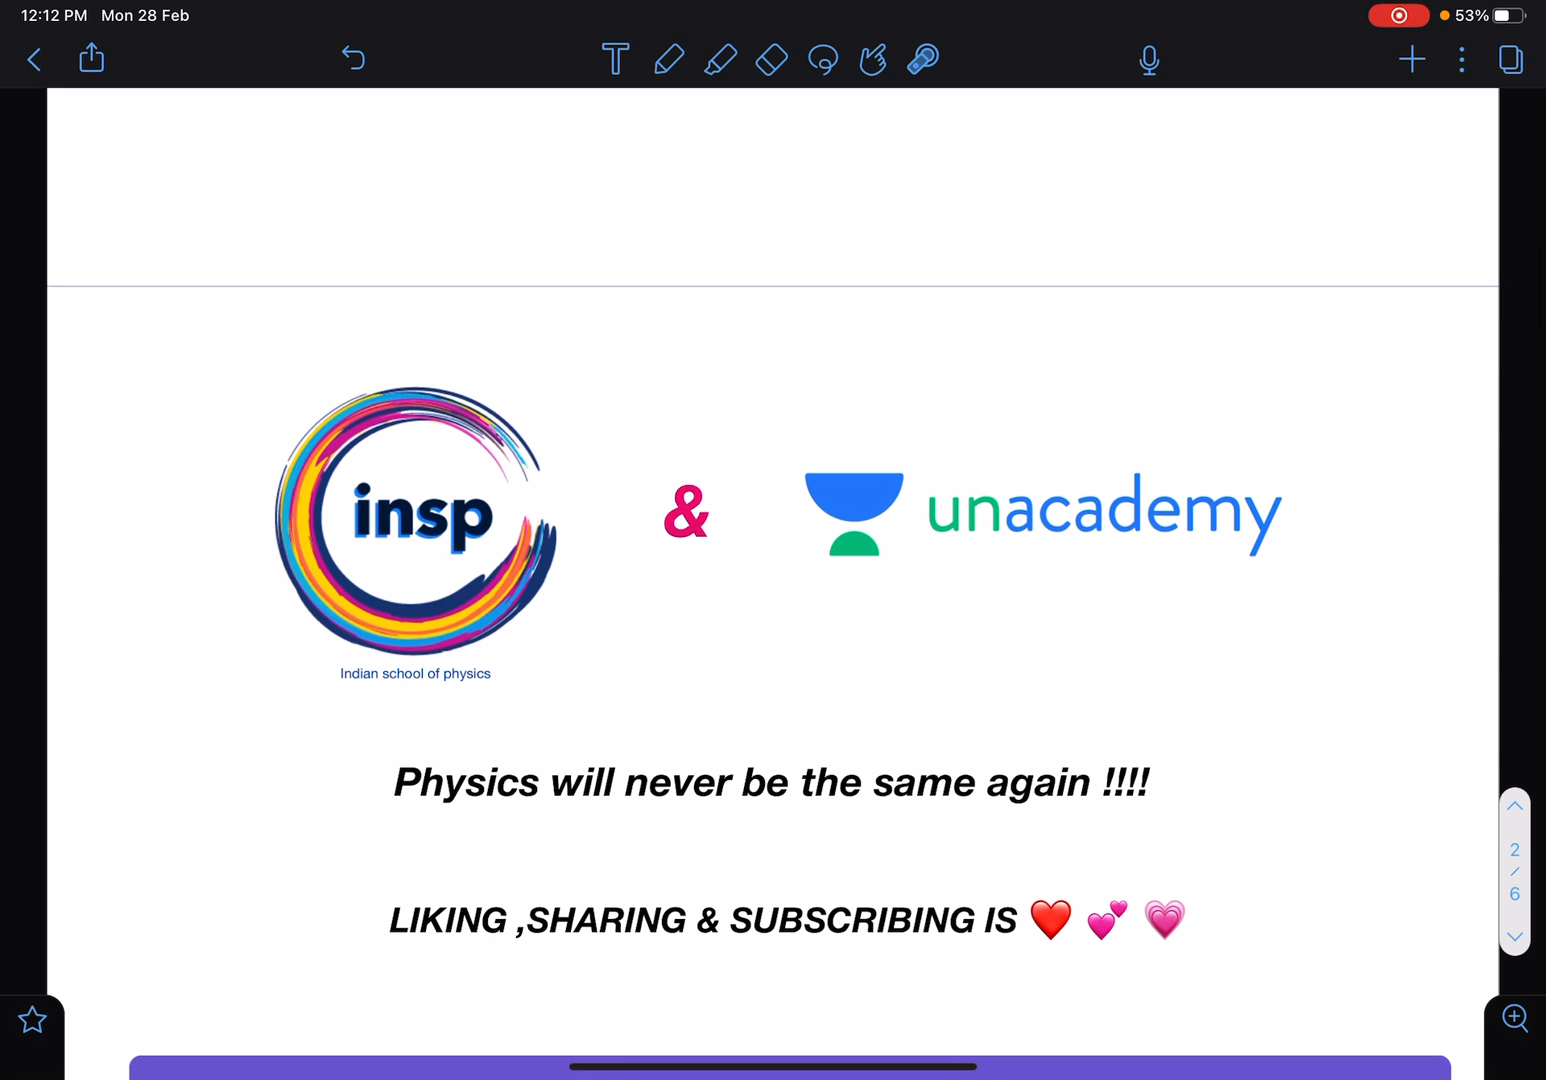 12:12 PM Mon 28 Feb
53%
insp
&
unacademy
Indian school of physics
Physics will never be the same again !!!!
LIKING ,SHARING & SUBSCRIBING IS ❤️ 💕 💗
2
/
6